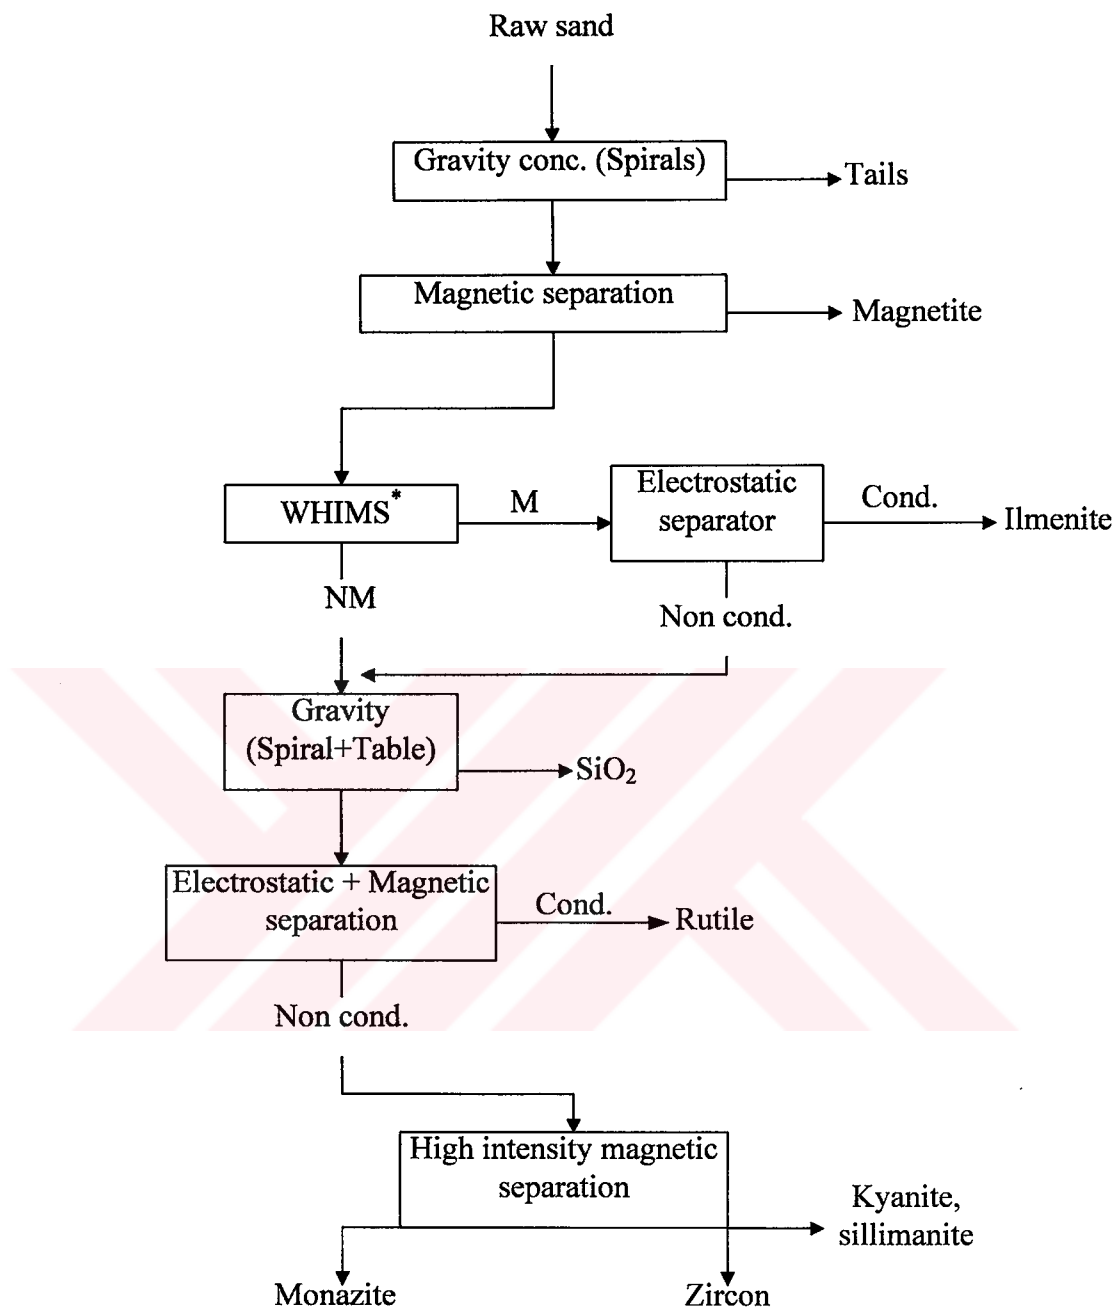 Raw sand
Gravity conc. (Spirals)
Tails
Magnetic separation
Magnetite
WHIMS*
M
Electrostatic
separator
Cond.
Ilmenite
NM
Non cond.
Gravity
(Spiral+Table)
SiO₂
Electrostatic + Magnetic
separation
Cond.
Rutile
Non cond.
High intensity magnetic
separation
Kyanite,
sillimanite
Monazite
Zircon